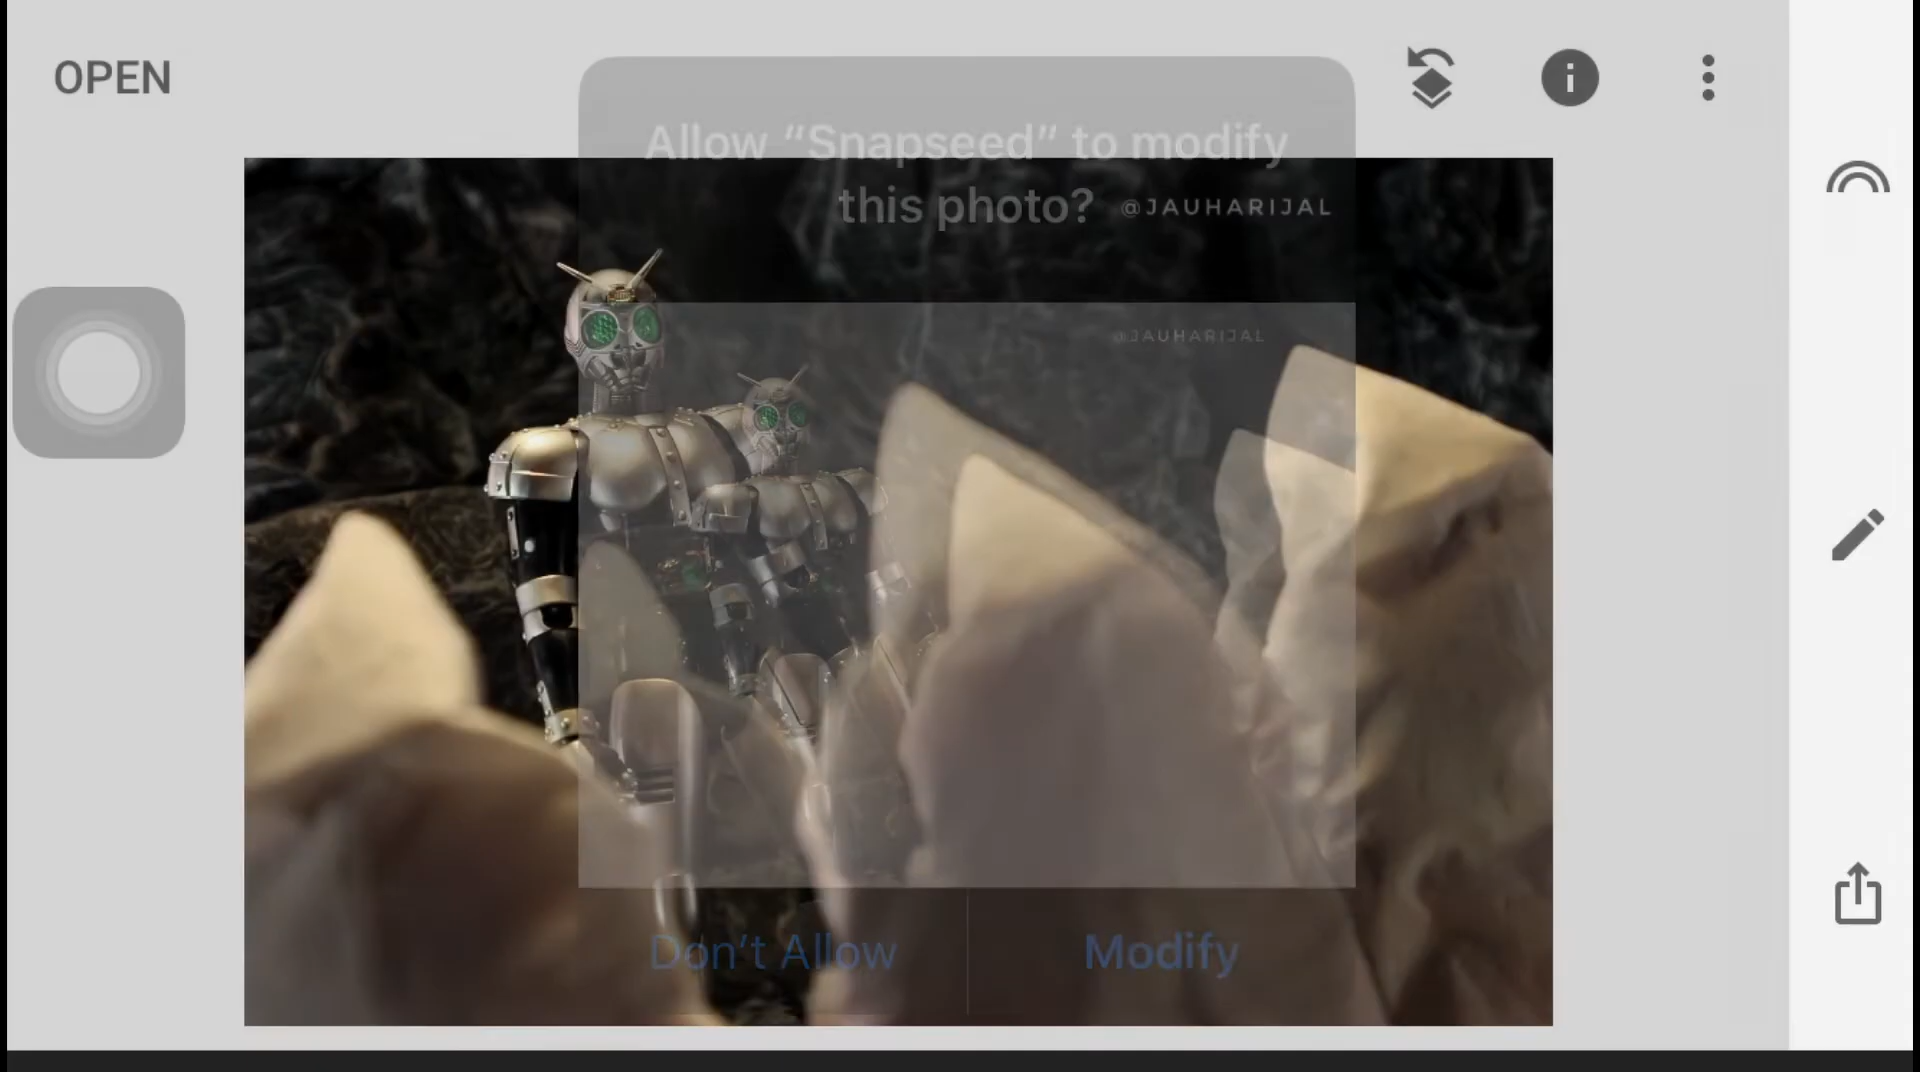 OPEN
Allow “Snapseed” to modify
this photo?
@JAUHARIJAL
@JAUHARIJAL
Don’t Allow
Modify